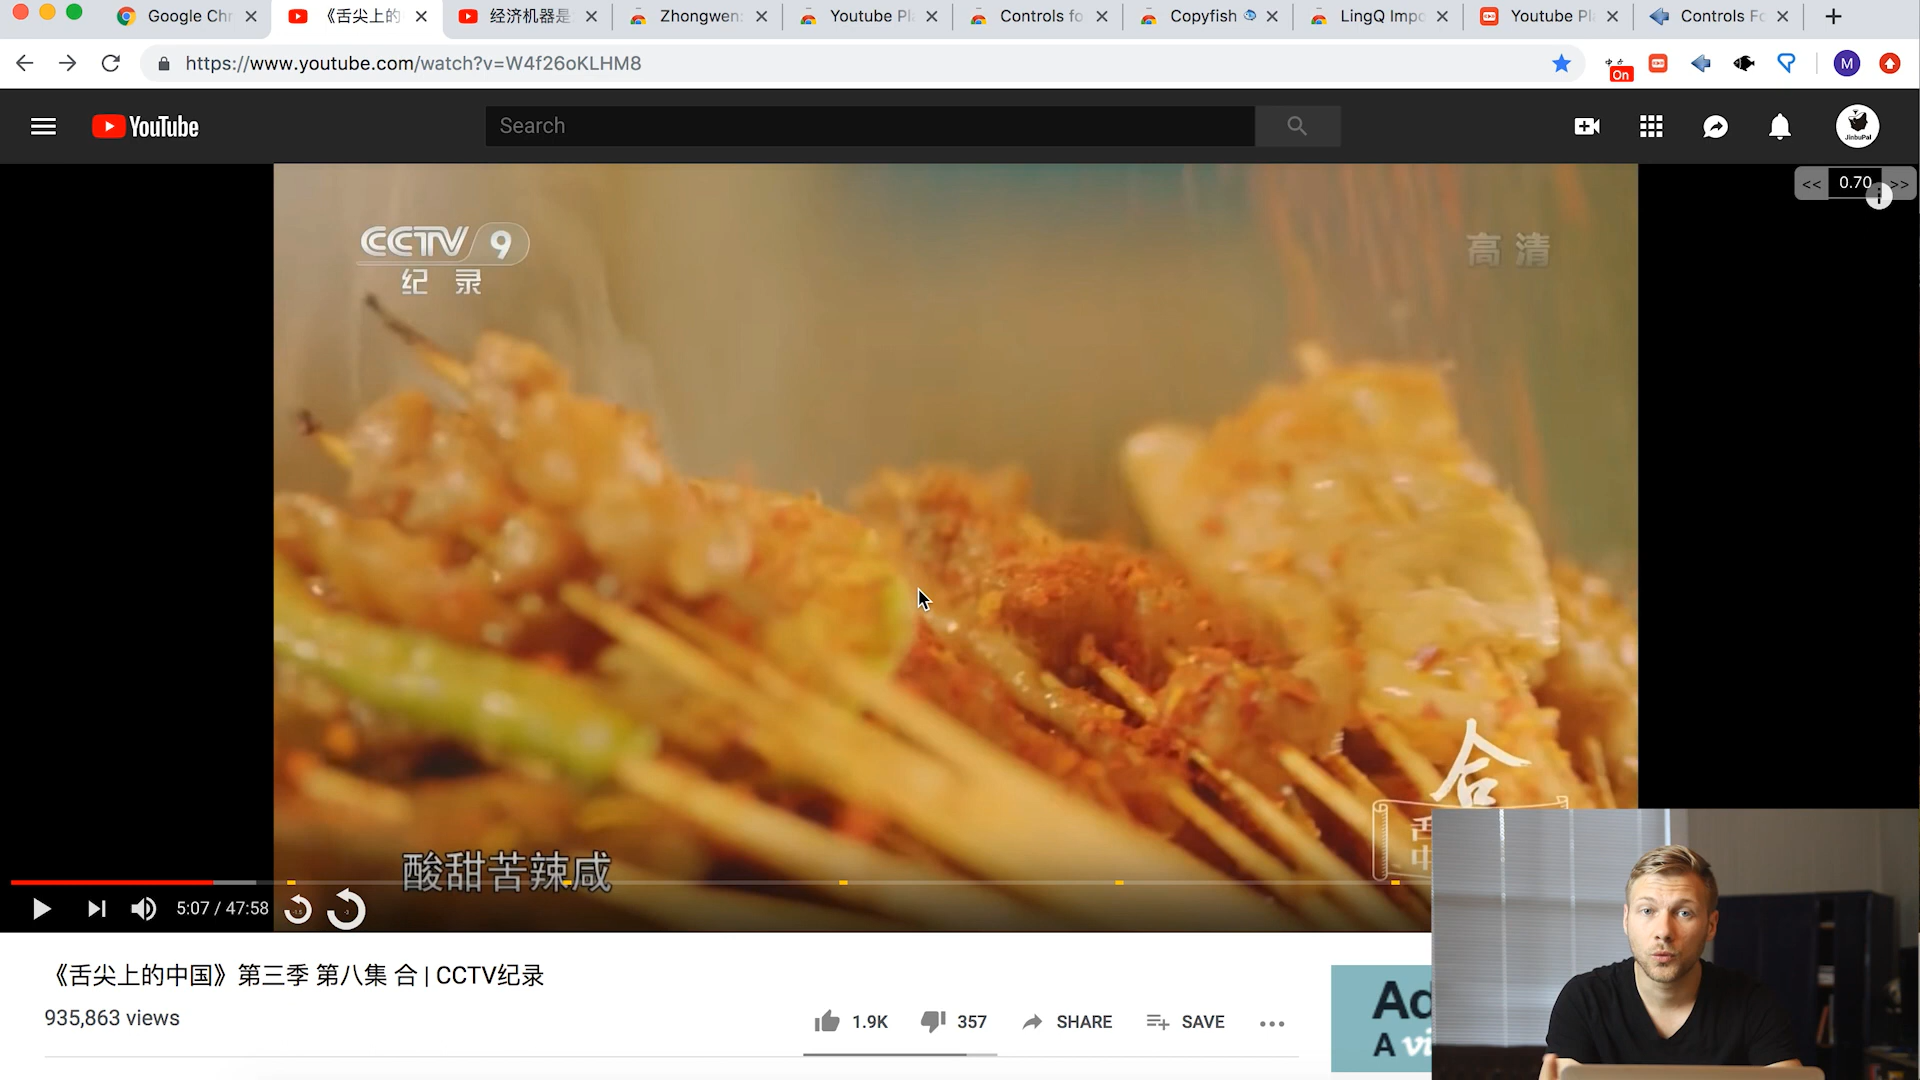 Google Chr
《舌尖上的
经济机器是
Zhongwen:
Youtube Pl
Controls fo
Copyfish
LingQ Impo
Youtube Pl
Controls Fo
https://www.youtube.com/watch?v=W4f26oKLHM8
On
M
YouTube
Search
JinbuPal
<< 0.70 >>
CCTV 9
纪 录
高清
合
舌
中
酸甜苦辣咸
5:07 / 47:58
《舌尖上的中国》第三季 第八集 合 | CCTV纪录
935,863 views
1.9K
357
SHARE
SAVE
Ad
A vi